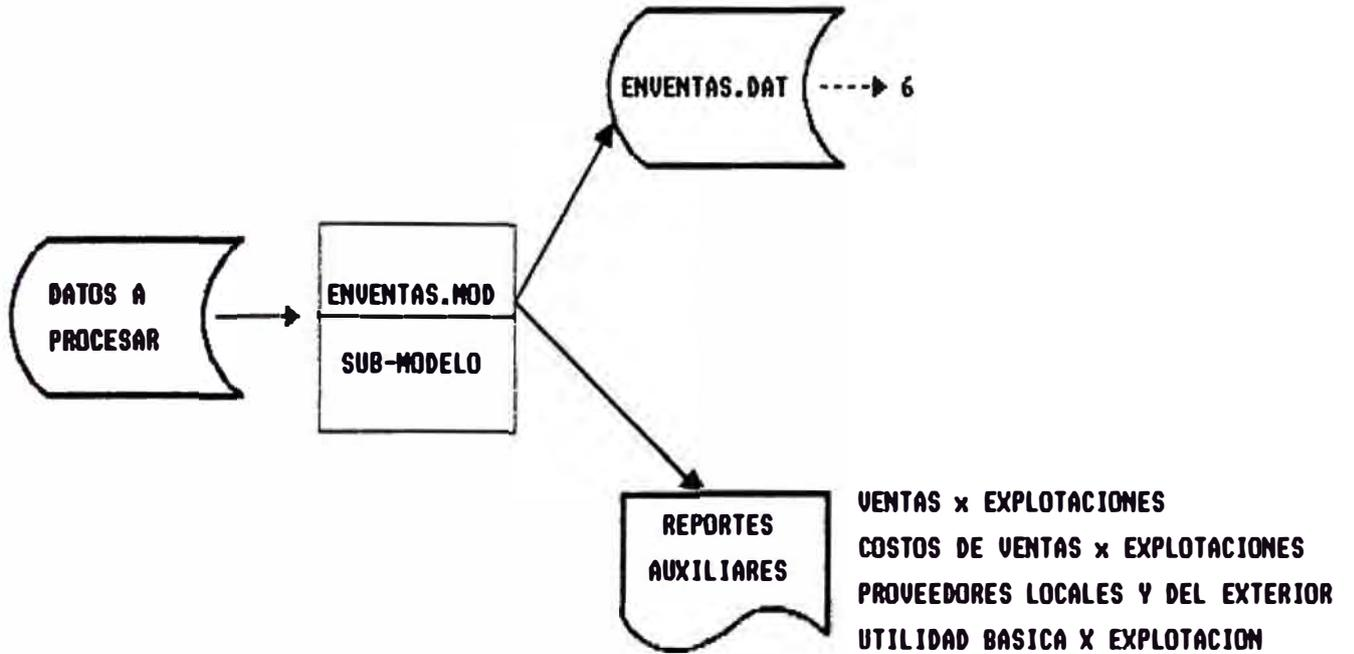 ENVENTAS.DAT
6
DATOS A
PROCESAR
ENVENTAS.MOD
SUB-MODELO
REPORTES
AUXILIARES
VENTAS x EXPLOTACIONES
COSTOS DE VENTAS x EXPLOTACIONES
PROVEEDORES LOCALES Y DEL EXTERIOR
UTILIDAD BASICA X EXPLOTACION